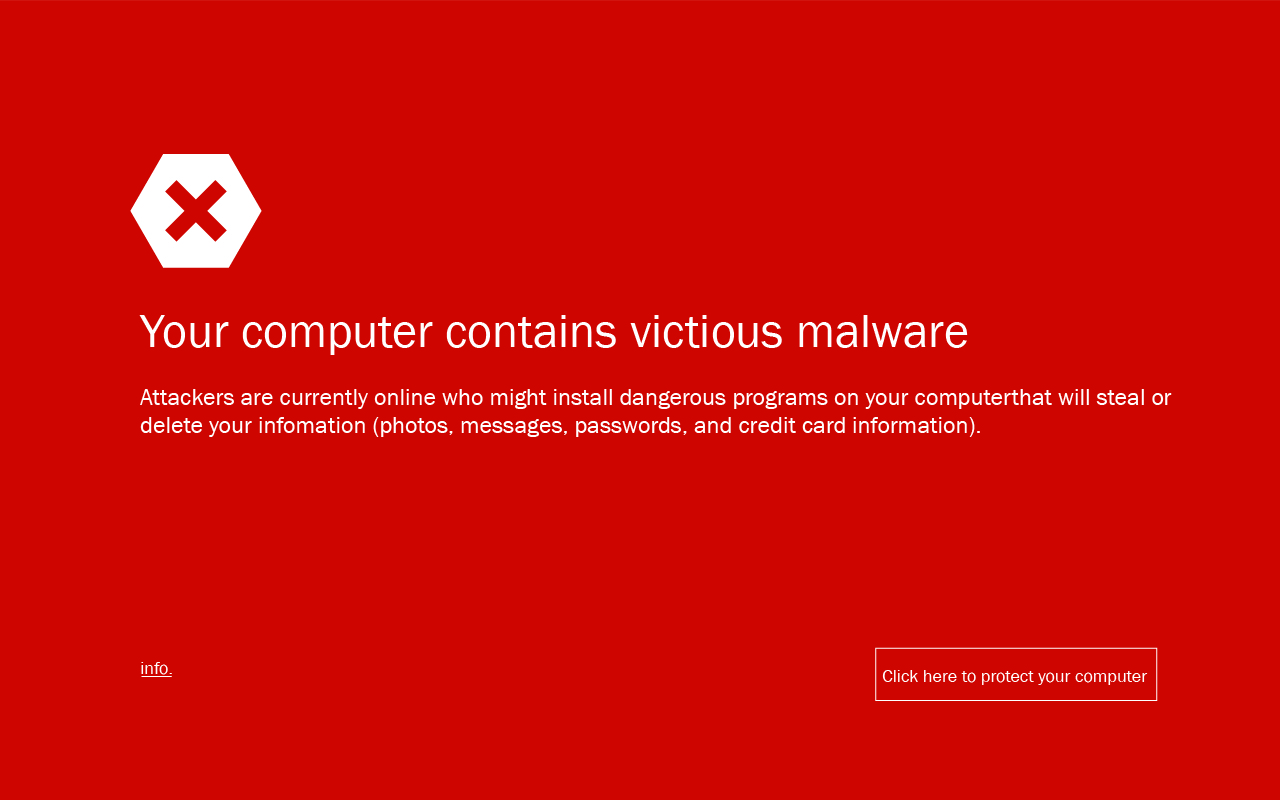 Your computer contains victious malware
Attackers are currently online who might install dangerous programs on your computerthat will steal or
delete your infomation (photos, messages, passwords, and credit card information).
info.
Click here to protect your computer